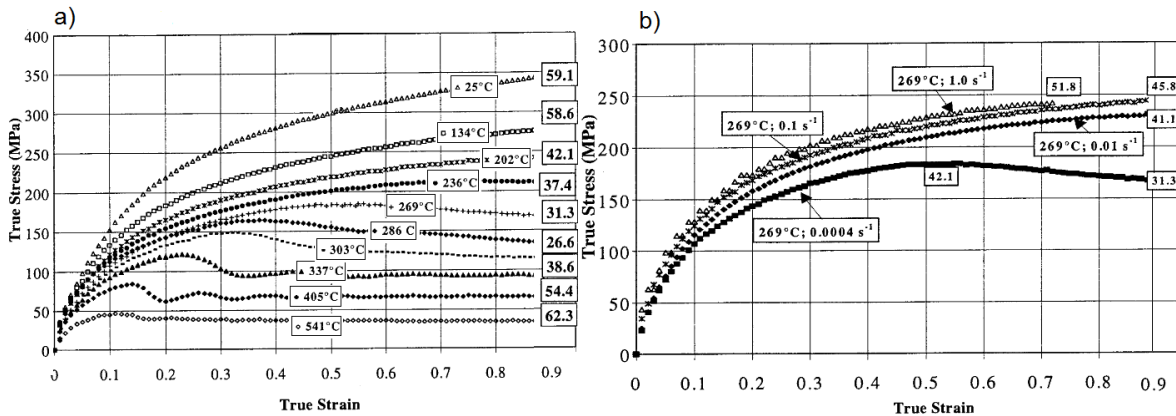 a)
True Stress (MPa)
400
350
300
250
200
150
100
50
0
25°C
134°C
202°C
236°C
269°C
286 C
303°C
337°C
405°C
541°C
59.1
58.6
42.1
37.4
31.3
26.6
38.6
54.4
62.3
0 0.1 0.2 0.3 0.4 0.5 0.6 0.7 0.8 0.9
True Strain
b)
True Stress (MPa)
300
250
200
150
100
50
0
269°C; 1.0 s⁻¹
269°C; 0.1 s⁻¹
269°C; 0.01 s⁻¹
269°C; 0.0004 s⁻¹
51.8
45.8
41.1
42.1
31.3
0 0.1 0.2 0.3 0.4 0.5 0.6 0.7 0.8 0.9
True Strain